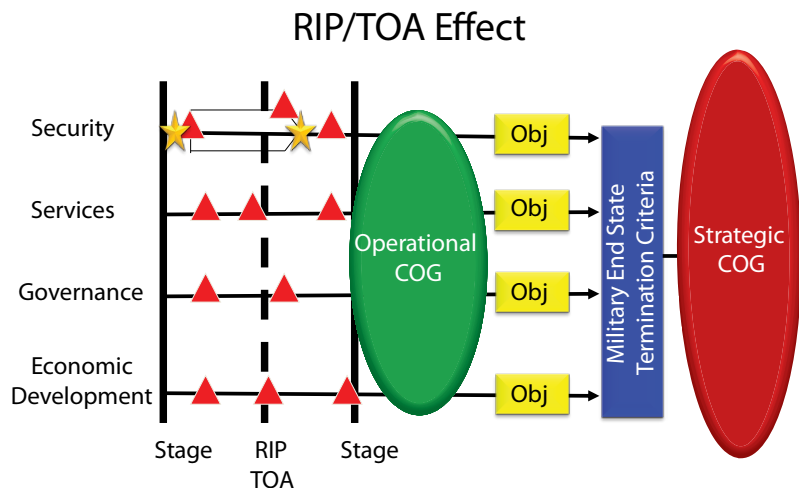 RIP/TOA Effect
Security
Services
Governance
Economic
Development
Stage
RIP
TOA
Stage
Operational
COG
Obj
Obj
Obj
Obj
Military End State
Termination Criteria
Strategic
COG